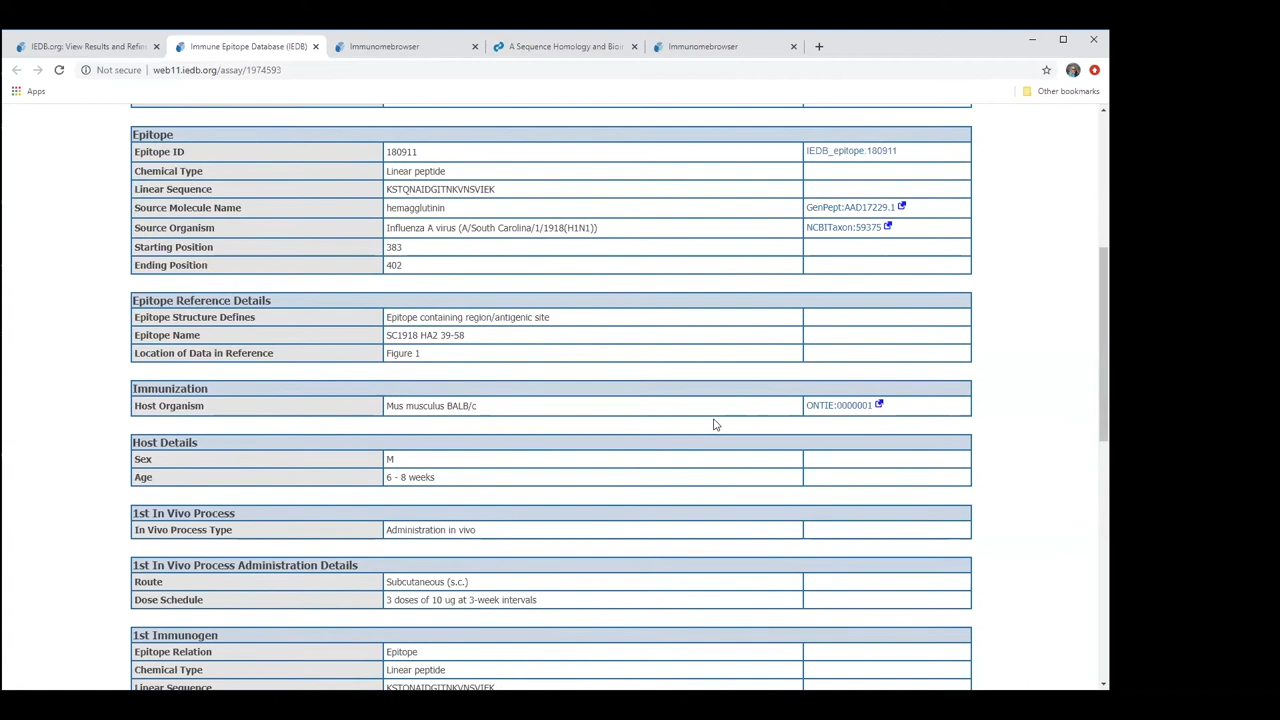 IEDB.org: View Results and Refin
Immune Epitope Database (IEDB)
Immunomebrowser
A Sequence Homology and Bioin
Immunomebrowser
Not secure web11.iedb.org/assay/1974593
Apps Other bookmarks
Epitope
Epitope ID 180911 IEDB_epitope:180911
Chemical Type Linear peptide
Linear Sequence KSTQNAIDGITNKVNSVIEK
Source Molecule Name hemagglutinin GenPept:AAD17229.1
Source Organism Influenza A virus (A/South Carolina/1/1918(H1N1)) NCBITaxon:59375
Starting Position 383
Ending Position 402
Epitope Reference Details
Epitope Structure Defines Epitope containing region/antigenic site
Epitope Name SC1918 HA2 39-58
Location of Data in Reference Figure 1
Immunization
Host Organism Mus musculus BALB/c ONTIE:0000001
Host Details
Sex M
Age 6 - 8 weeks
1st In Vivo Process
In Vivo Process Type Administration in vivo
1st In Vivo Process Administration Details
Route Subcutaneous (s.c.)
Dose Schedule 3 doses of 10 ug at 3-week intervals
1st Immunogen
Epitope Relation Epitope
Chemical Type Linear peptide
Linear Sequence KSTQNAIDGITNKVNSVIEK